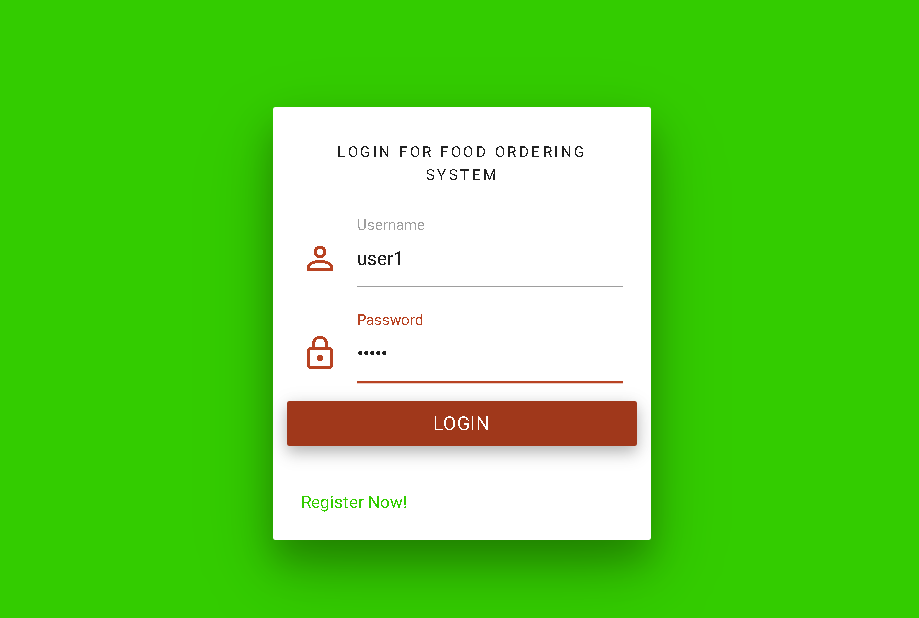 LOGIN FOR FOOD ORDERING
SYSTEM
Username
user1
Password
•••••
LOGIN
Register Now!